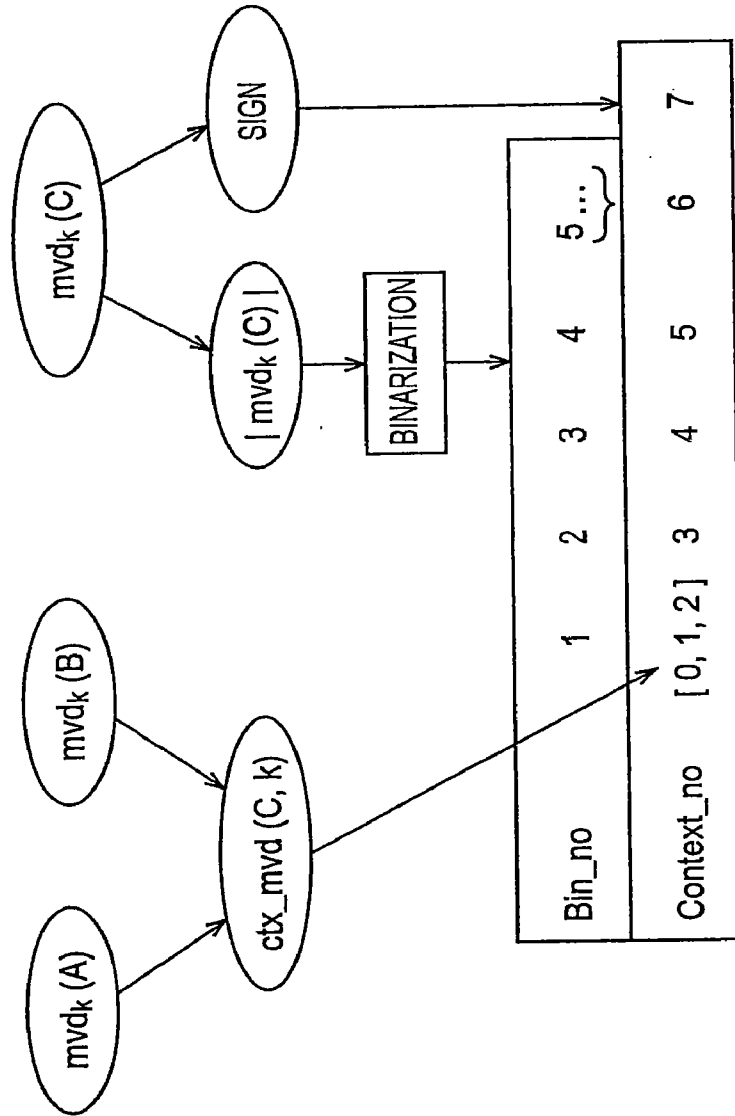 mvdk (A)
mvdk (B)
mvdk (C)
ctx_mvd (C, k)
| mvdk (C) |
SIGN
BINARIZATION
Bin_no 1 2 3 4 5 ...
Context_no [ 0, 1, 2 ] 3 4 5 6 7